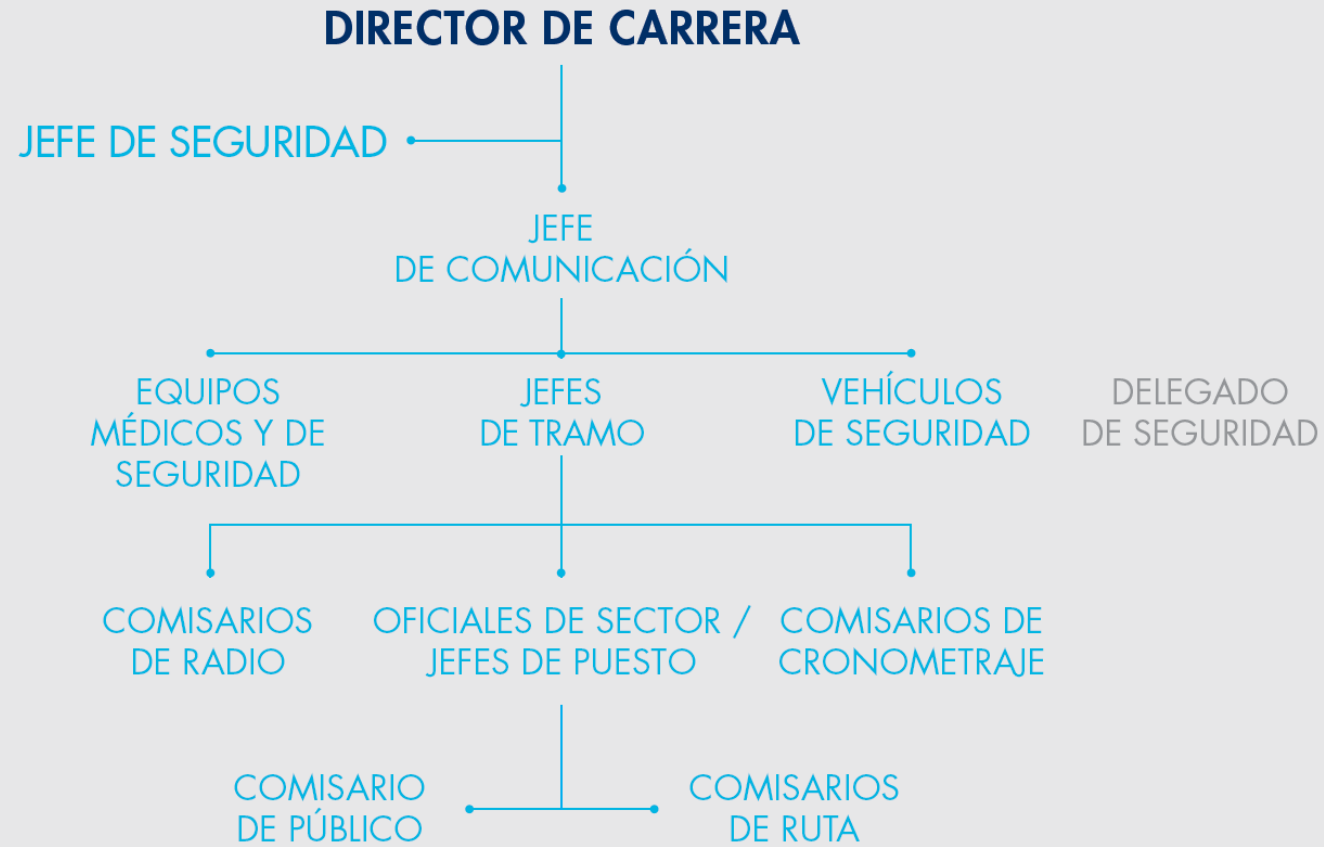 DIRECTOR DE CARRERA
JEFE DE SEGURIDAD
JEFE
DE COMUNICACIÓN
EQUIPOS
MÉDICOS Y DE
SEGURIDAD
JEFES
DE TRAMO
VEHÍCULOS
DE SEGURIDAD
DELEGADO
DE SEGURIDAD
COMISARIOS
DE RADIO
OFICIALES DE SECTOR /
JEFES DE PUESTO
COMISARIOS DE
CRONOMETRAJE
COMISARIO
DE PÚBLICO
COMISARIOS
DE RUTA